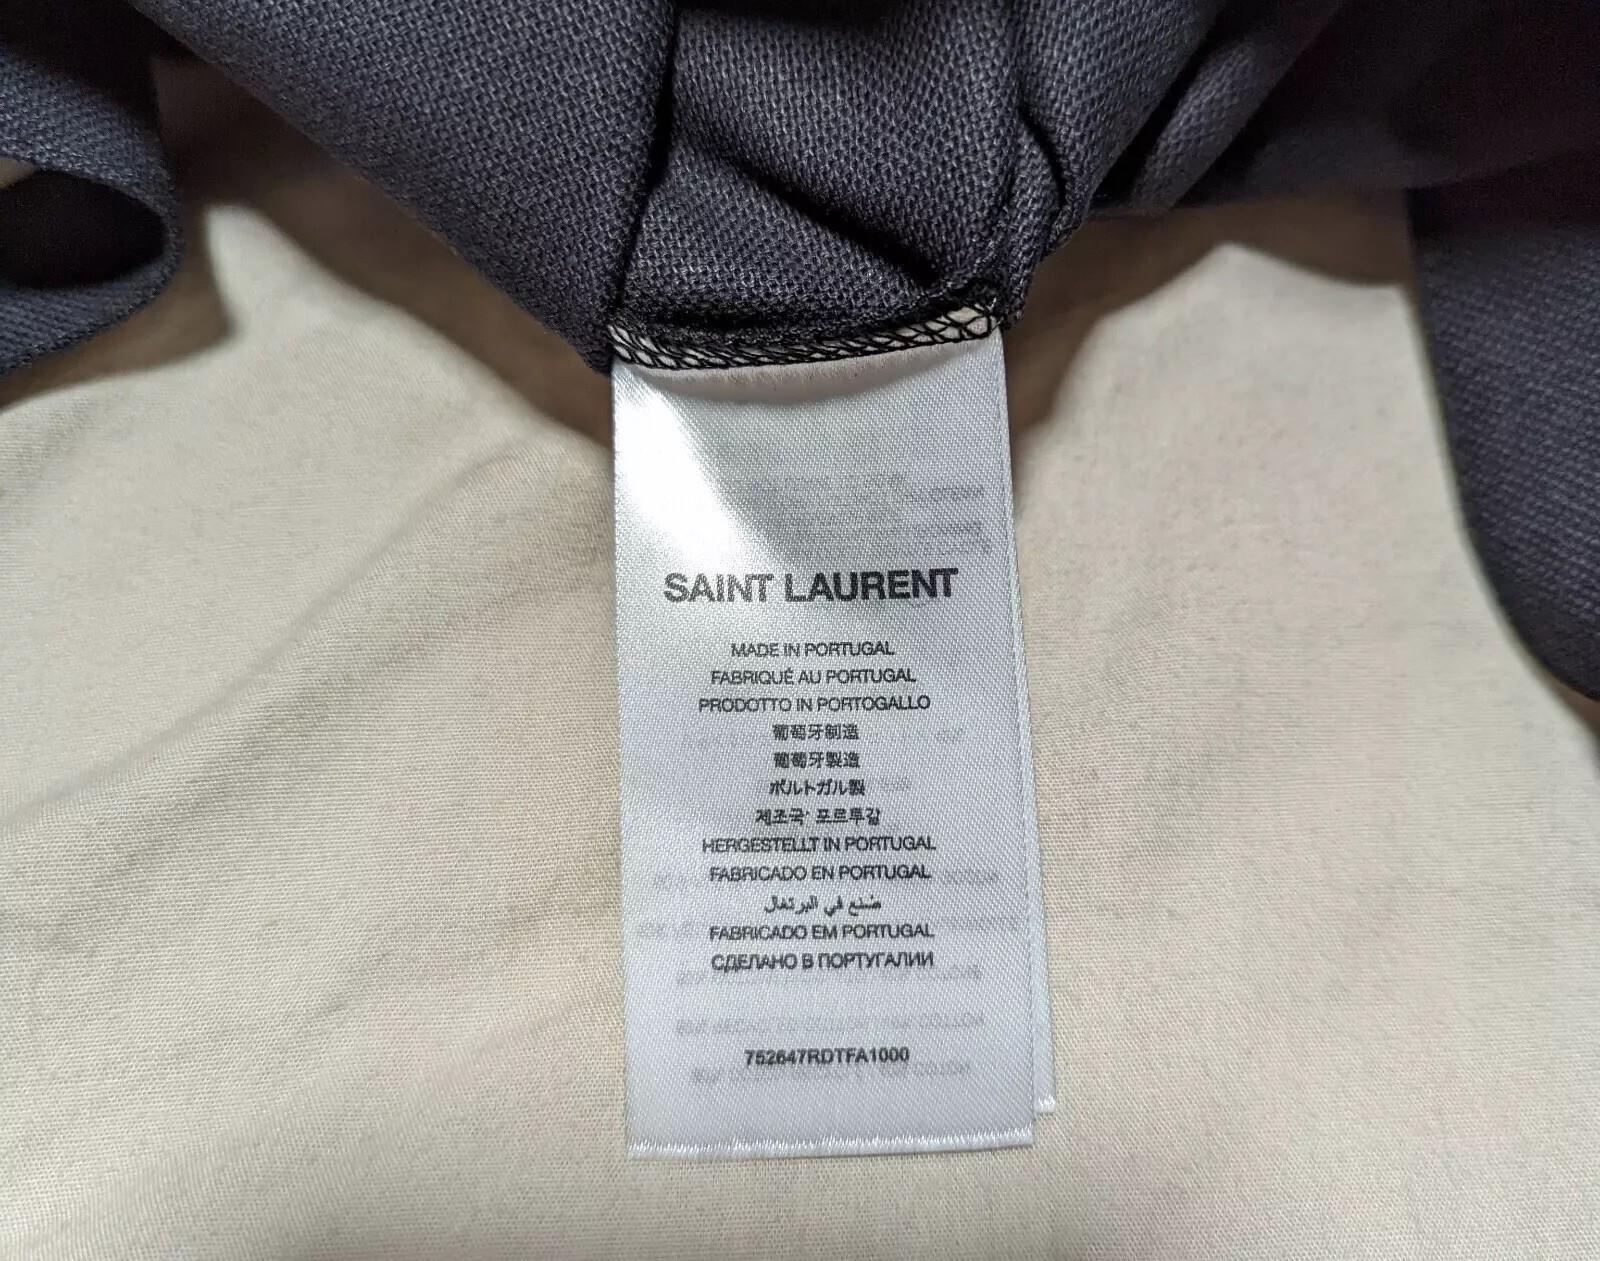 SAINT LAURENT
MADE IN PORTUGAL
FABRIQUÉ AU PORTUGAL
PRODOTTO IN PORTOGALLO
葡萄牙制造
葡萄牙製造
ポルトガル製
제조국: 포르투갈
HERGESTELLT IN PORTUGAL
FABRICADO EN PORTUGAL
صنع في البرتغال
FABRICADO EM PORTUGAL
СДЕЛАНО В ПОРТУГАЛИИ
752647RDTFA1000